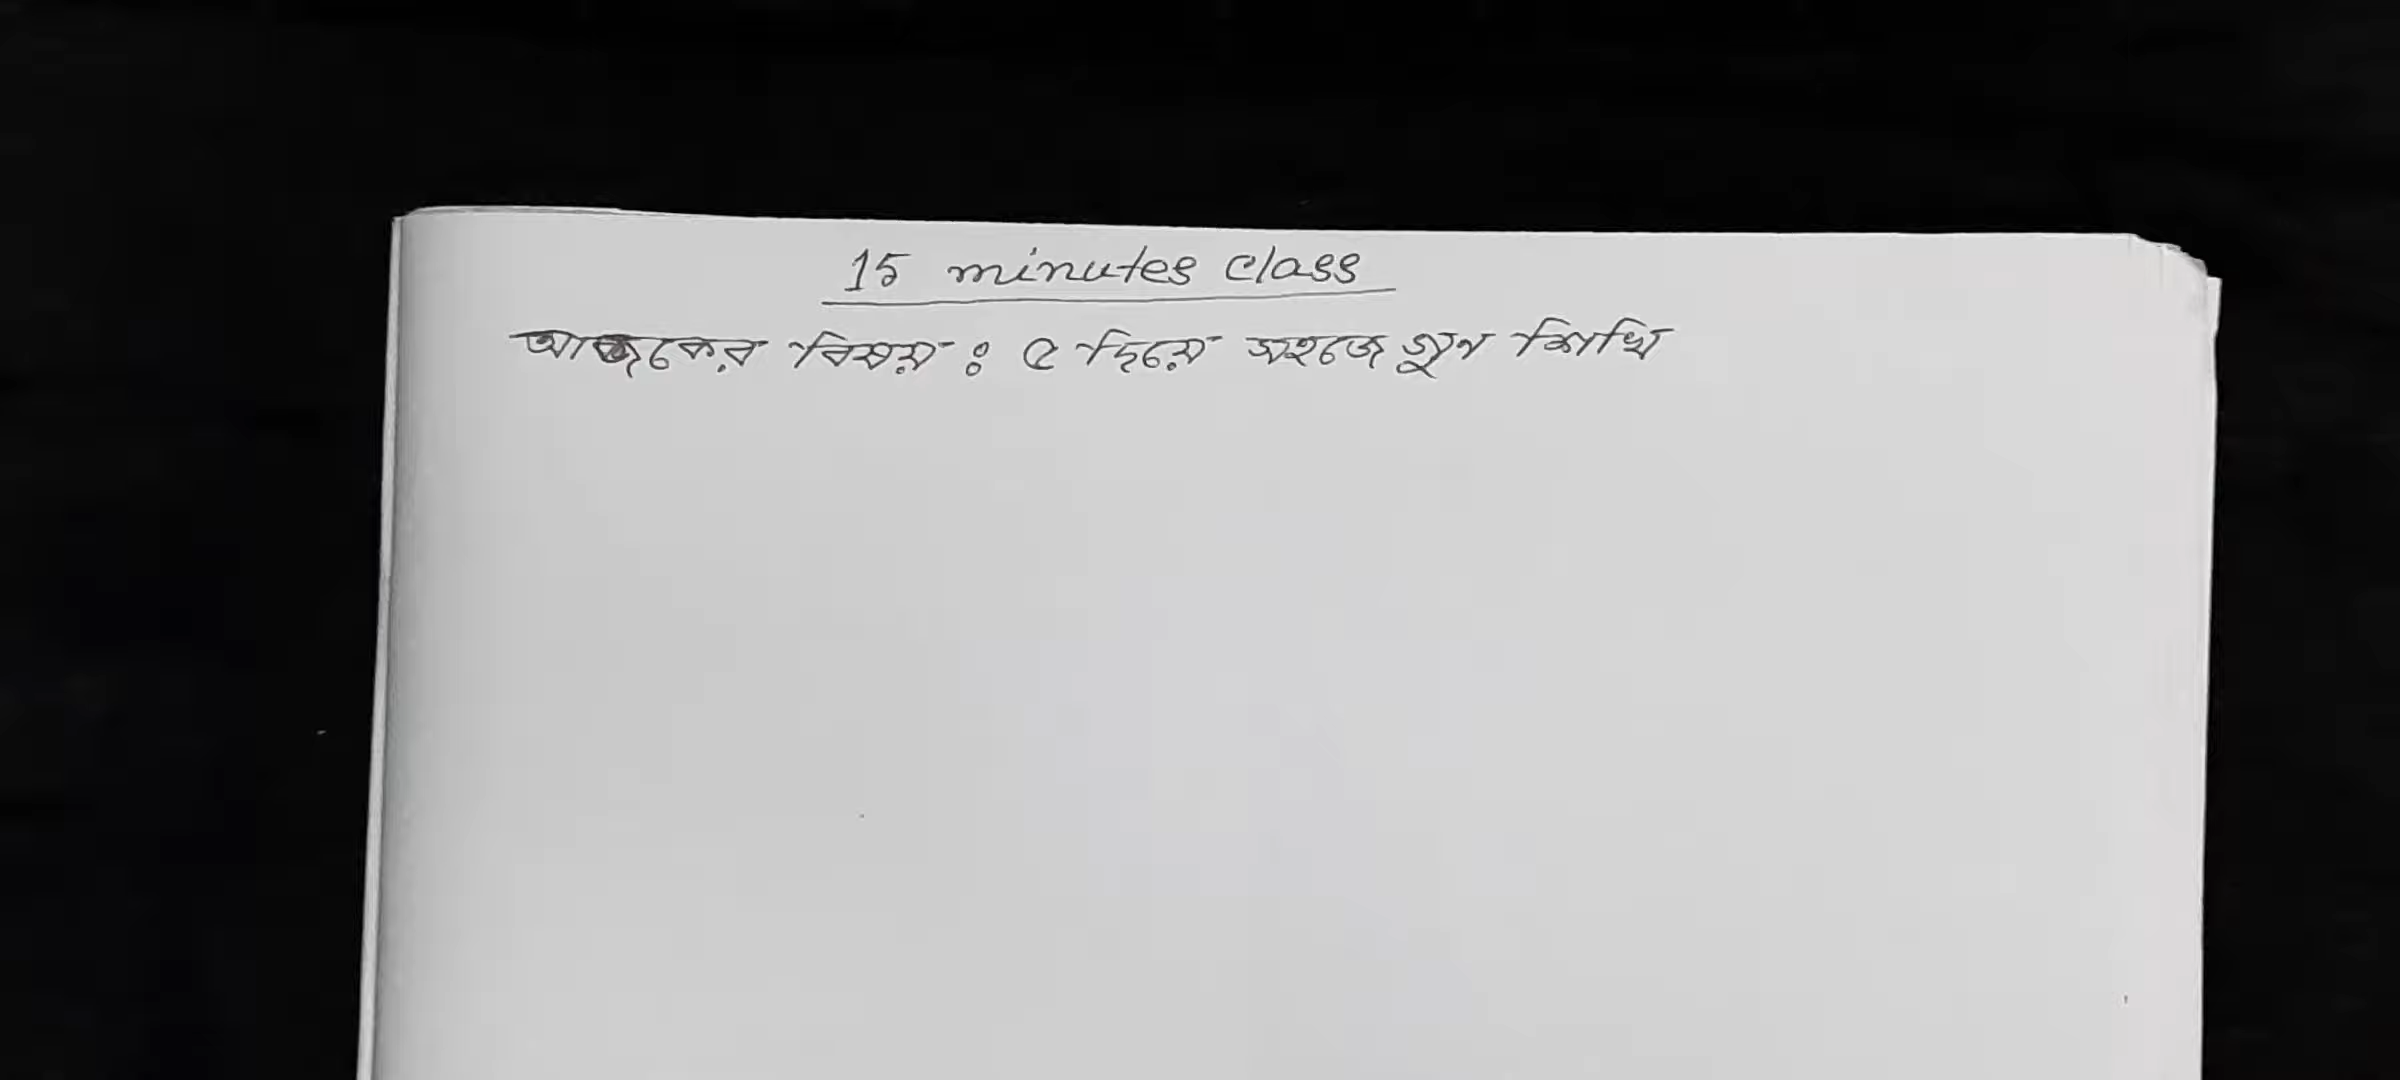 15 minutes class
আজকের বিষয় : ৫ দিয়ে সহজে গুন শিখি